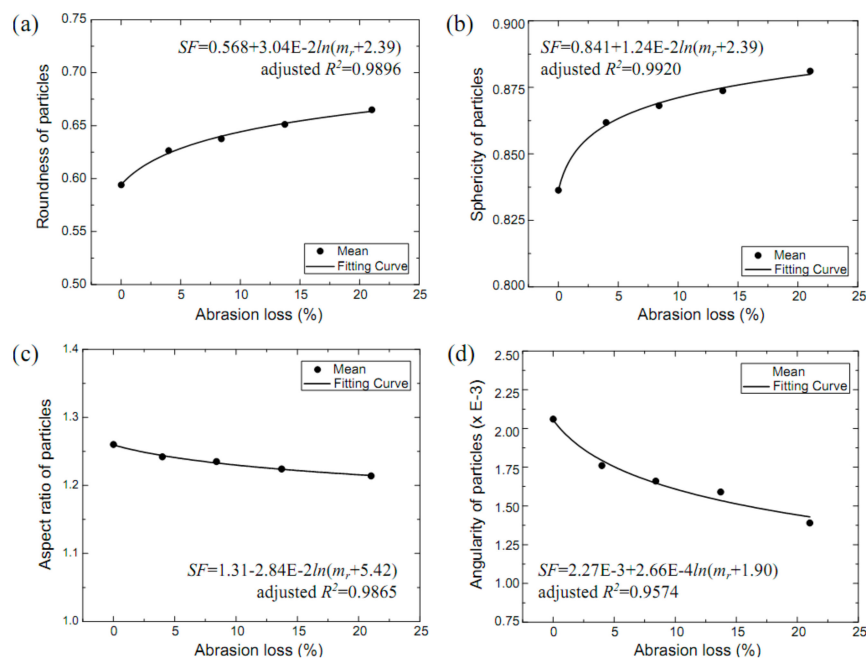 (a)
0.75
0.70
0.65
0.60
0.55
0.50
Roundness of particles
SF=0.568+3.04E-2ln(m_r+2.39)
adjusted R²=0.9896
Mean
Fitting Curve
0 5 10 15 20 25
Abrasion loss (%)
(b)
0.900
0.875
0.850
0.825
0.800
Sphericity of particles
SF=0.841+1.24E-2ln(m_r+2.39)
adjusted R²=0.9920
Mean
Fitting Curve
0 5 10 15 20 25
Abrasion loss (%)
(c)
1.4
1.3
1.2
1.1
1.0
Aspect ratio of particles
Mean
Fitting Curve
SF=1.31-2.84E-2ln(m_r+5.42)
adjusted R²=0.9865
0 5 10 15 20 25
Abrasion loss (%)
(d)
2.50
2.25
2.00
1.75
1.50
1.25
1.00
0.75
Angularity of particles (x E-3)
Mean
Fitting Curve
SF=2.27E-3+2.66E-4ln(m_r+1.90)
adjusted R²=0.9574
0 5 10 15 20 25
Abrasion loss (%)